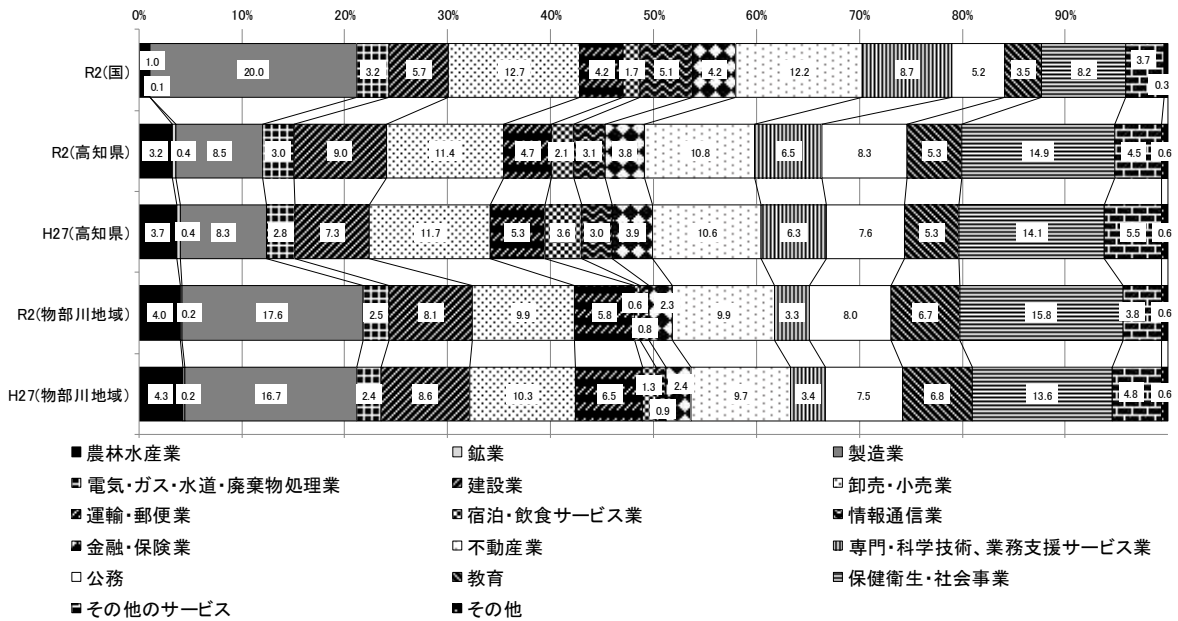 0% 10% 20% 30% 40% 50% 60% 70% 80% 90%
R2(国) 1.0 0.1 20.0 3.2 5.7 12.7 4.2 1.7 5.1 4.2 12.2 8.7 5.2 3.5 8.2 3.7 0.3
R2(高知県) 3.2 0.4 8.5 3.0 9.0 11.4 4.7 2.1 3.1 3.8 10.8 6.5 8.3 5.3 14.9 4.5 0.6
H27(高知県) 3.7 0.4 8.3 2.8 7.3 11.7 5.3 3.6 3.0 3.9 10.6 6.3 7.6 5.3 14.1 5.5 0.6
R2(物部川地域) 4.0 0.2 17.6 2.5 8.1 9.9 5.8 0.6 0.8 2.3 9.9 3.3 8.0 6.7 15.8 3.8 0.6
H27(物部川地域) 4.3 0.2 16.7 2.4 8.6 10.3 6.5 1.3 0.9 2.4 9.7 3.4 7.5 6.8 13.6 4.8 0.6
農林水産業 鉱業 製造業
電気・ガス・水道・廃棄物処理業 建設業 卸売・小売業
運輸・郵便業 宿泊・飲食サービス業 情報通信業
金融・保険業 不動産業 専門・科学技術、業務支援サービス業
公務 教育 保健衛生・社会事業
その他のサービス その他